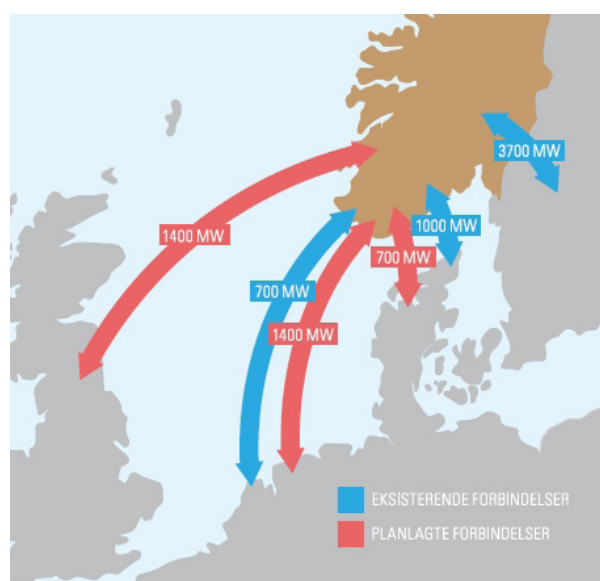 3700 MW
1000 MW
1400 MW
700 MW
700 MW
1400 MW
EKSISTERENDE FORBINDELSER
PLANLAGTE FORBINDELSER